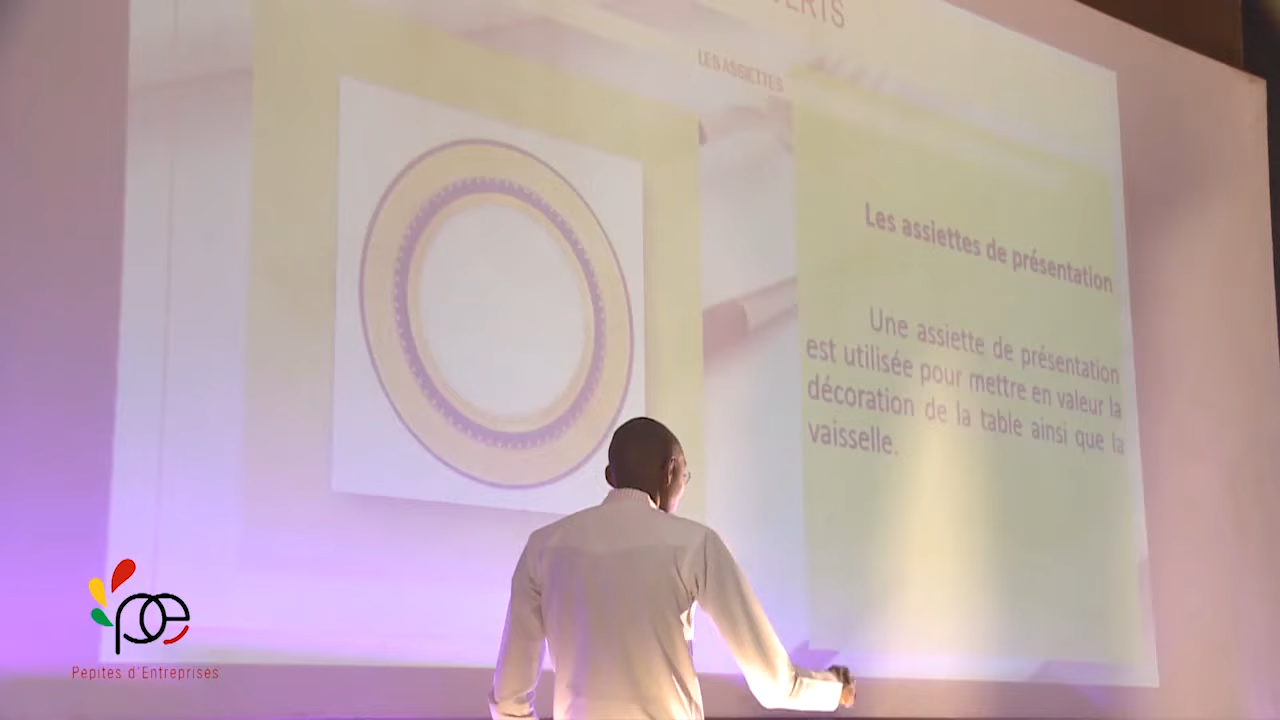 LES ASSIETTES
Les assiettes de présentation
Une assiette de présentation
est utilisée pour mettre en valeur la
décoration de la table ainsi que la
vaisselle.
pe
Pepites d'Entreprises